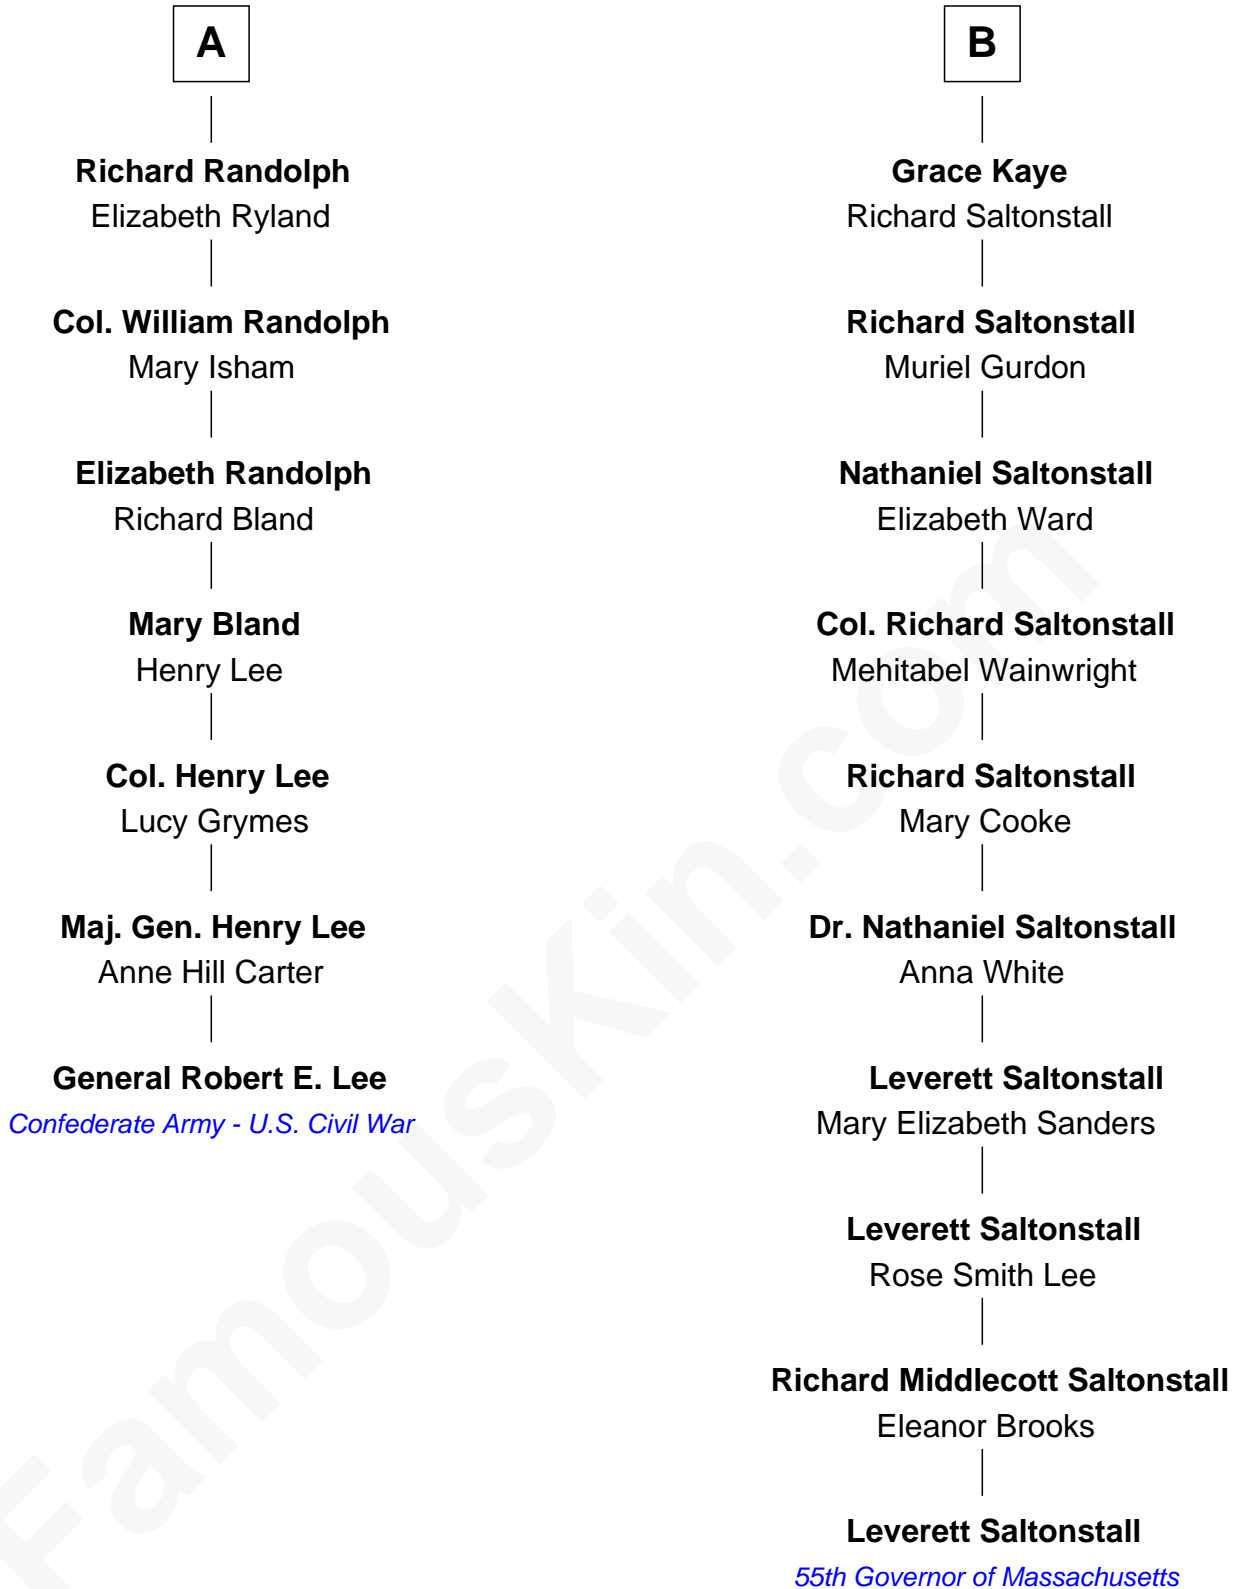 A
Richard Randolph
Elizabeth Ryland
Col. William Randolph
Mary Isham
Elizabeth Randolph
Richard Bland
Mary Bland
Henry Lee
Col. Henry Lee
Lucy Grymes
Maj. Gen. Henry Lee
Anne Hill Carter
General Robert E. Lee
Confederate Army - U.S. Civil War
B
Grace Kaye
Richard Saltonstall
Richard Saltonstall
Muriel Gurdon
Nathaniel Saltonstall
Elizabeth Ward
Col. Richard Saltonstall
Mehitabel Wainwright
Richard Saltonstall
Mary Cooke
Dr. Nathaniel Saltonstall
Anna White
Leverett Saltonstall
Mary Elizabeth Sanders
Leverett Saltonstall
Rose Smith Lee
Richard Middlecott Saltonstall
Eleanor Brooks
Leverett Saltonstall
55th Governor of Massachusetts
FamousKin.com